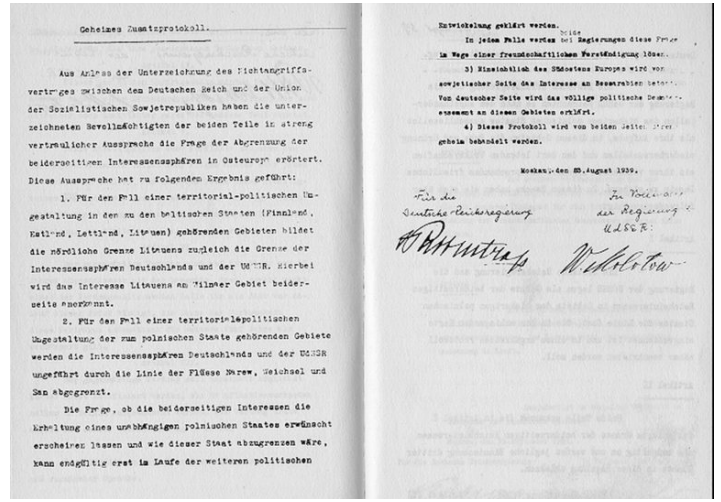 Geheimes Zusatzprotokoll.
Aus Anlass der Unterzeichnung des Nichtangriffs-
vertrages zwischen dem Deutschen Reich und der Union
der Sozialistischen Sowjetrepubliken haben die unter-
zeichneten Bevollmächtigten der beiden Teile in streng
vertraulicher Aussprache die Frage der Abgrenzung der
beiderseitigen Interessensphären in Osteuropa erörtert.
Diese Aussprache hat zu folgendem Ergebnis geführt:
1. Für den Fall einer territorial-politischen Um-
gestaltung in den zu den baltischen Staaten (Finnland,
Estland, Lettland, Litauen) gehörenden Gebieten bildet
die nördliche Grenze Litauens zugleich die Grenze der
Interessensphären Deutschlands und der UdSSR. Hierbei
wird das Interesse Litauens am Wilnaer Gebiet beider-
seits anerkannt.
2. Für den Fall einer territorial-politischen
Umgestaltung der zum polnischen Staate gehörenden Gebiete
werden die Interessensphären Deutschlands und der UdSSR
ungefähr durch die Linie der Flüsse Narew, Weichsel und
San abgegrenzt.
Die Frage, ob die beiderseitigen Interessen die
Erhaltung eines unabhängigen polnischen Staates erwünscht
erscheinen lassen und wie dieser Staat abzugrenzen wäre,
kann endgültig erst im Laufe der weiteren politischen
Entwickelung geklärt werden.
In jedem Falle werden beide Regierungen diese Frage
im Wege einer freundschaftlichen Verständigung lösen.
3) Hinsichtlich des Südostens Europas wird von
sowjetischer Seite das Interesse an Bessarabien betont.
Von deutscher Seite wird das völlige politische Desinter-
essement an diesen Gebieten erklärt.
4) Dieses Protokoll wird von beiden Seiten streng
geheim behandelt werden.
Moskau, den 23. August 1939.
Für die
Deutsche Reichsregierung
In Vollmacht
der Regierung
UdSSR:
W. Molotow